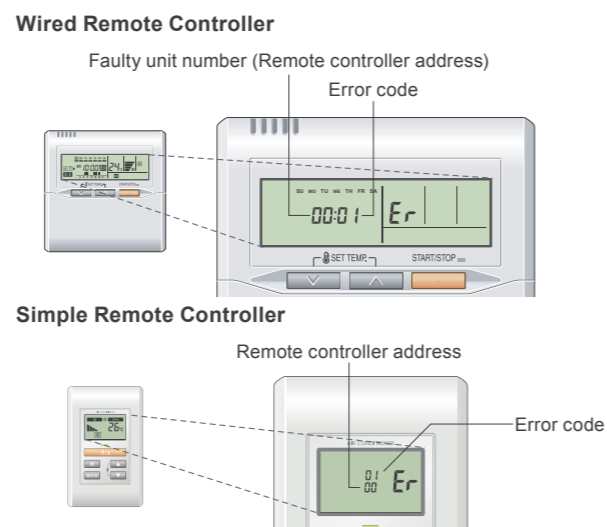 Wired Remote Controller
Faulty unit number (Remote controller address)
Error code
SU MO TU WE TH FR SA
00:01 Er
SET TEMP.
START/STOP
Simple Remote Controller
Remote controller address
Error code
01
00 Er
26°c